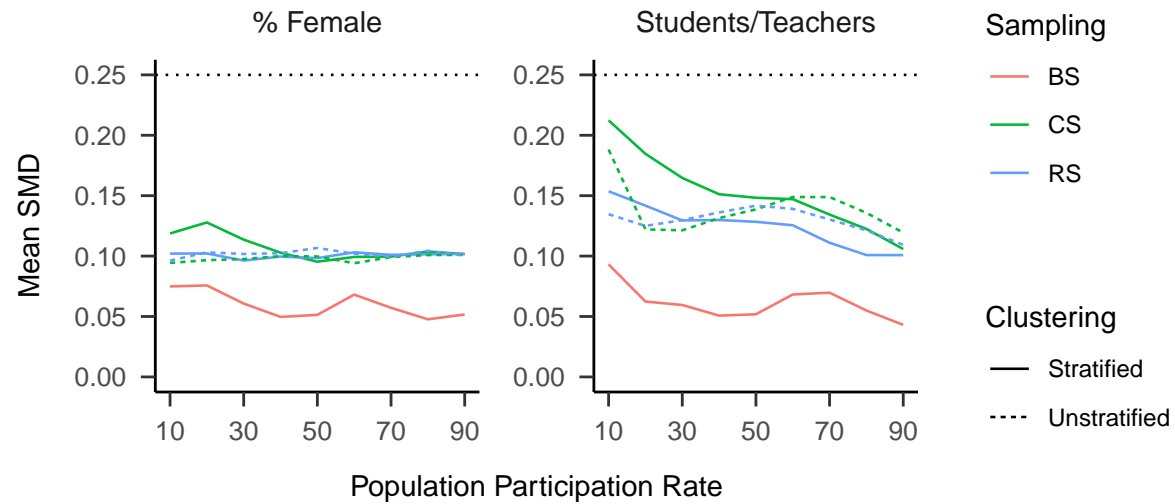 % Female
Students/Teachers
Mean SMD
0.25
0.20
0.15
0.10
0.05
0.00
10 30 50 70 90
0.25
0.20
0.15
0.10
0.05
0.00
10 30 50 70 90
Population Participation Rate
Sampling
BS
CS
RS
Clustering
Stratified
Unstratified